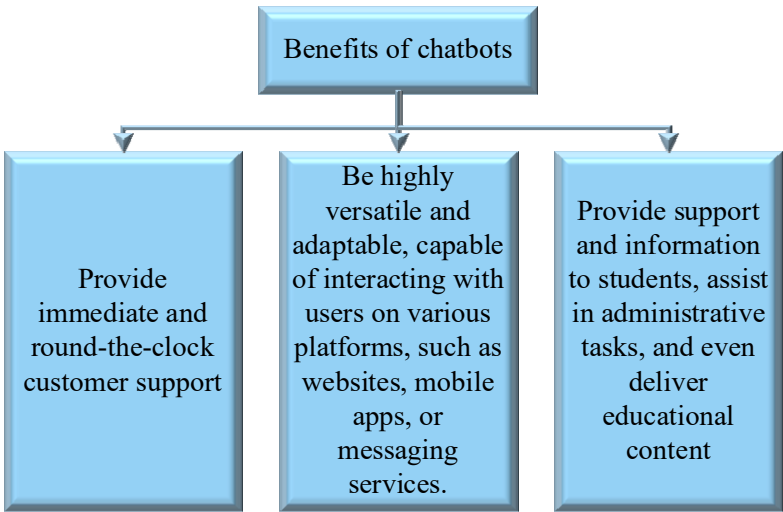 Benefits of chatbots
Provide
immediate and
round-the-clock
customer support
Be highly
versatile and
adaptable, capable
of interacting with
users on various
platforms, such as
websites, mobile
apps, or
messaging
services.
Provide support
and information
to students, assist
in administrative
tasks, and even
deliver
educational
content